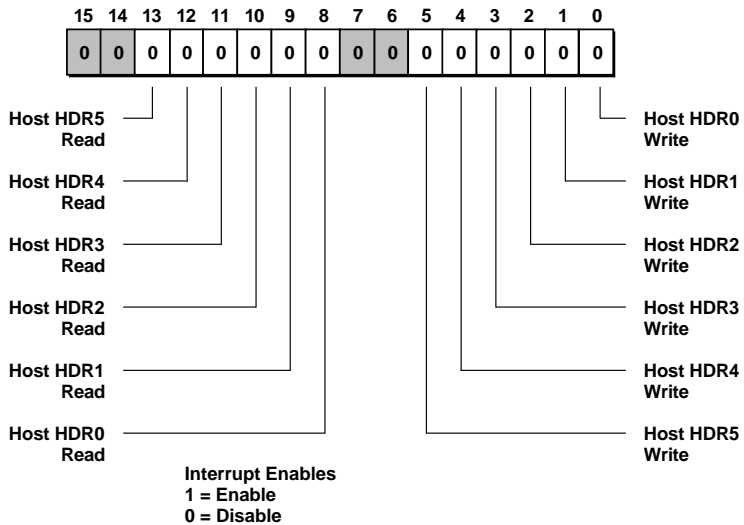 15 14 13 12 11 10 9 8 7 6 5 4 3 2 1 0
0 0 0 0 0 0 0 0 0 0 0 0 0 0 0 0
Host HDR5
Read
Host HDR4
Read
Host HDR3
Read
Host HDR2
Read
Host HDR1
Read
Host HDR0
Read
Host HDR0
Write
Host HDR1
Write
Host HDR2
Write
Host HDR3
Write
Host HDR4
Write
Host HDR5
Write
Interrupt Enables
1 = Enable
0 = Disable